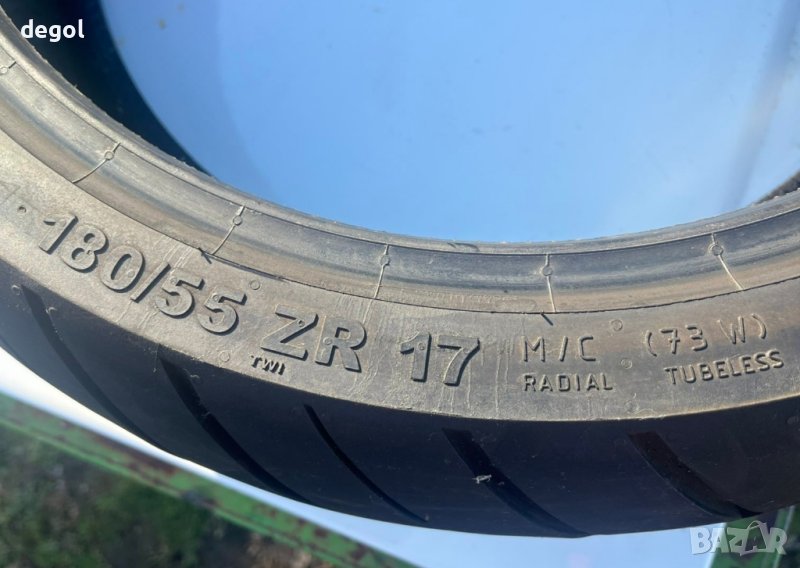 degol
180/55 ZR 17 M/C (73 W)
TWI RADIAL TUBELESS
BAZAR